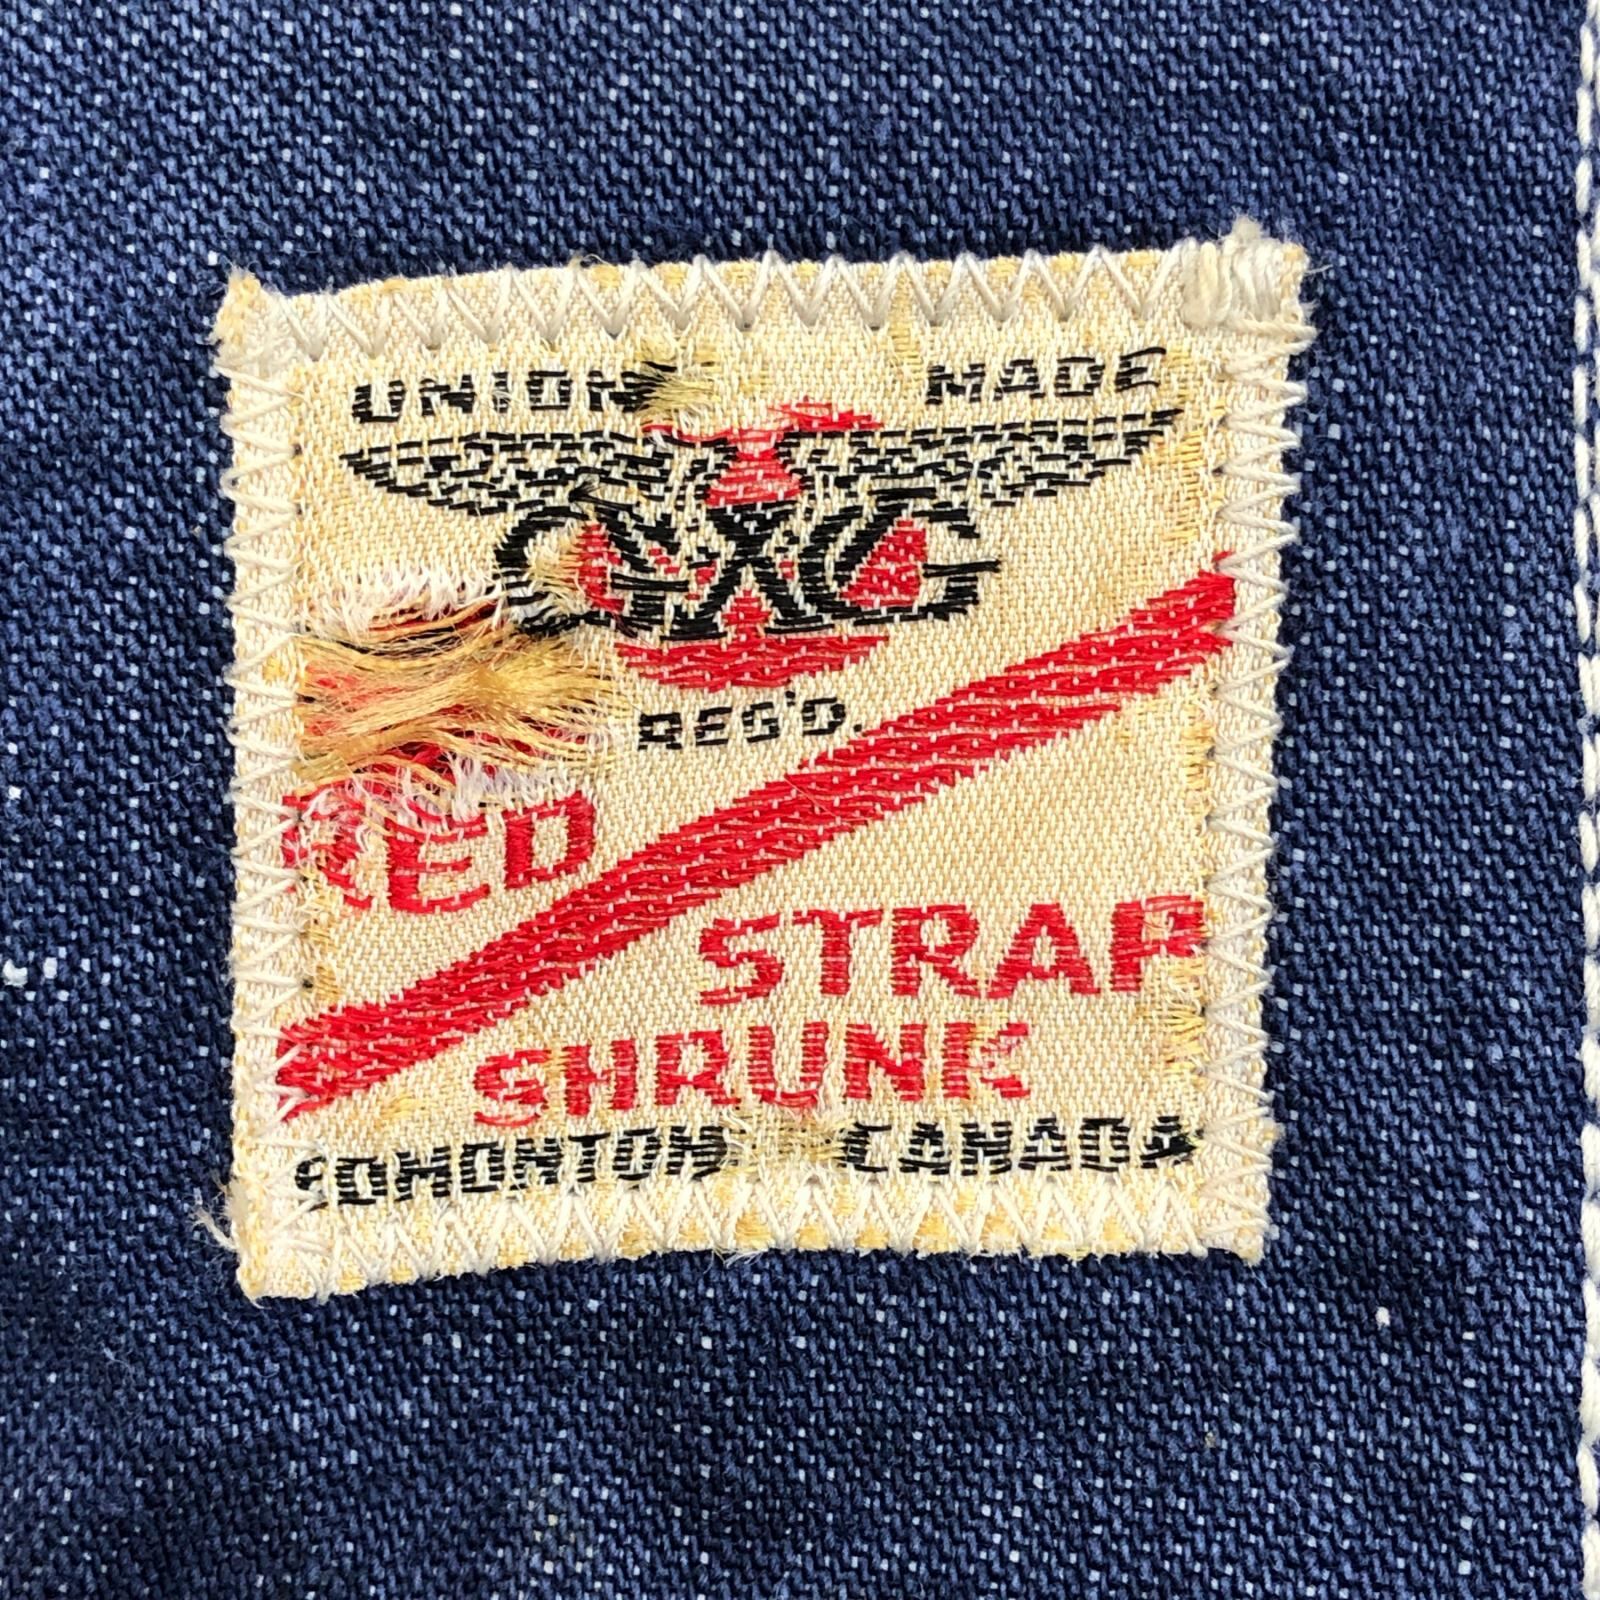 UNION MADE
GWG
REG'D.
RED
STRAP
SHRUNK
EDMONTON CANADA